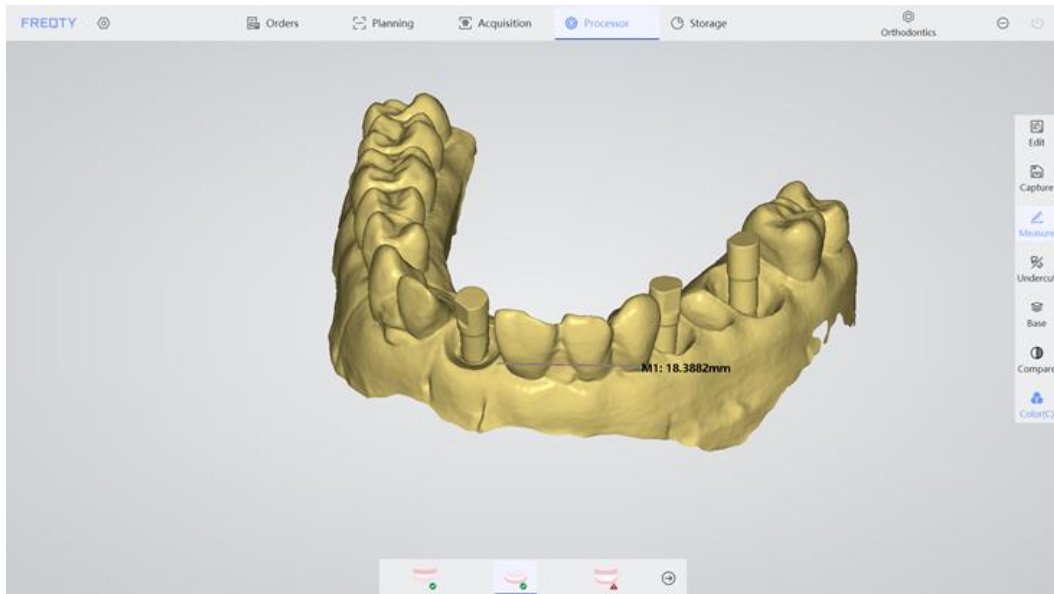 FREQTY
Orders
Planning
Acquisition
Processor
Storage
Orthodontics
Edit
Capture
Measure
Undercut
Base
Compare
Color(C)
M1: 18.3882mm